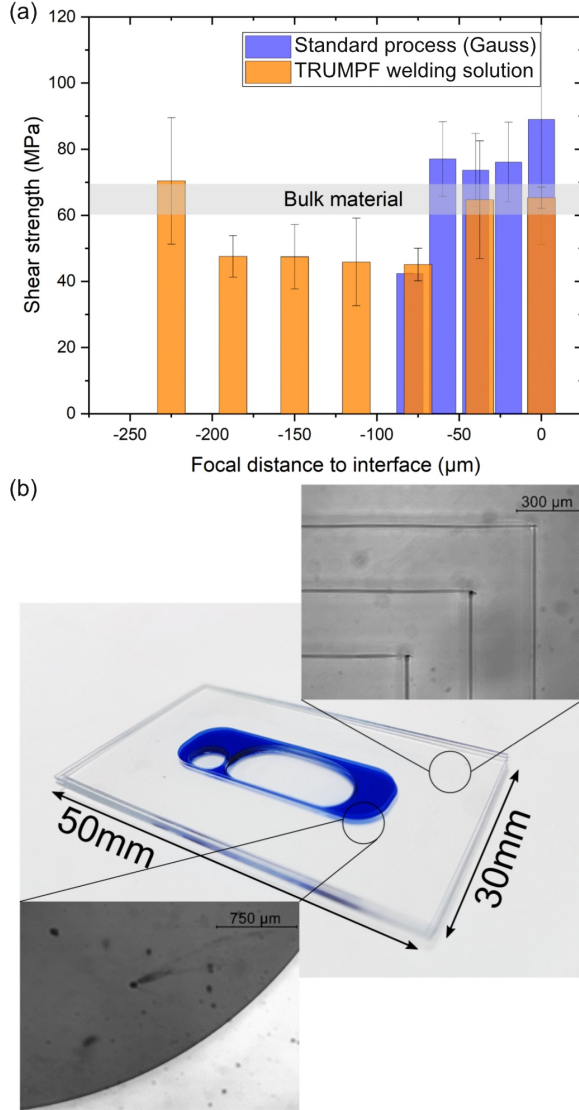 (a)
120
100
80
60
40
20
0
Shear strength (MPa)
Standard process (Gauss)
TRUMPF welding solution
Bulk material
-250 -200 -150 -100 -50 0
Focal distance to interface (μm)
(b)
300 μm
50mm
30mm
750 μm